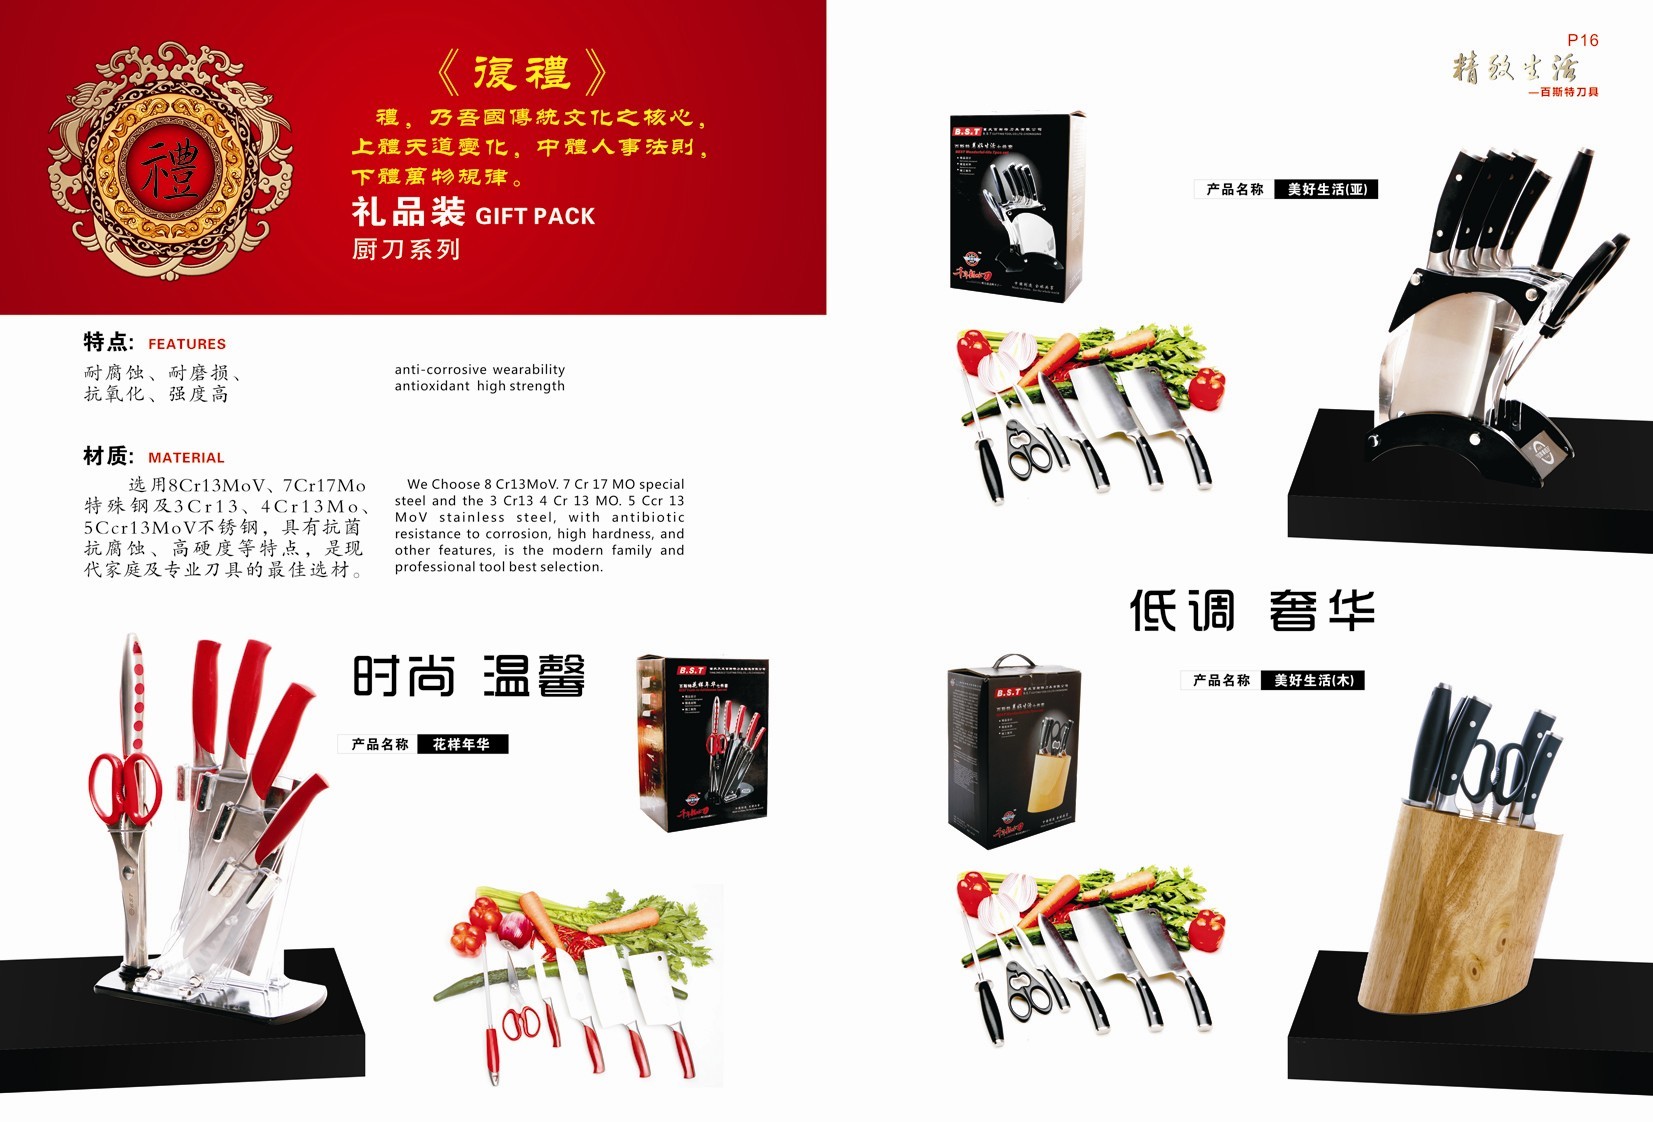 禮
《復禮》
禮，乃吾國傳統文化之核心，
上體天道變化，中體人事法則，
下體萬物規律。
礼品装 GIFT PACK
厨刀系列
特点: FEATURES
耐腐蚀、耐磨损、
抗氧化、强度高
anti-corrosive wearability
antioxidant high strength
材质: MATERIAL
选用8Cr13MoV、7Cr17Mo
特殊钢及3Cr13、4Cr13Mo、
5Ccr13MoV不锈钢，具有抗菌
抗腐蚀、高硬度等特点，是现
代家庭及专业刀具的最佳选材。
We Choose 8 Cr13MoV. 7 Cr 17 MO special
steel and the 3 Cr13 4 Cr 13 MO. 5 Ccr 13
MoV stainless steel, with antibiotic
resistance to corrosion, high hardness, and
other features, is the modern family and
professional tool best selection.
时尚 温馨
产品名称 花样年华
B.S.T
P16
精致生活
—百斯特刀具
B.S.T
产品名称 美好生活(亚)
低调 奢华
产品名称 美好生活(木)
B.S.T